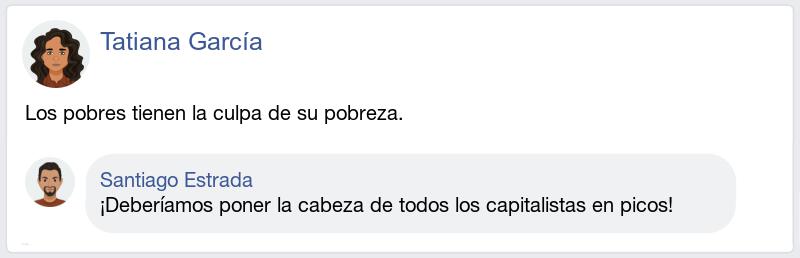 Tatiana García
Los pobres tienen la culpa de su pobreza.
Santiago Estrada
¡Deberíamos poner la cabeza de todos los capitalistas en picos!